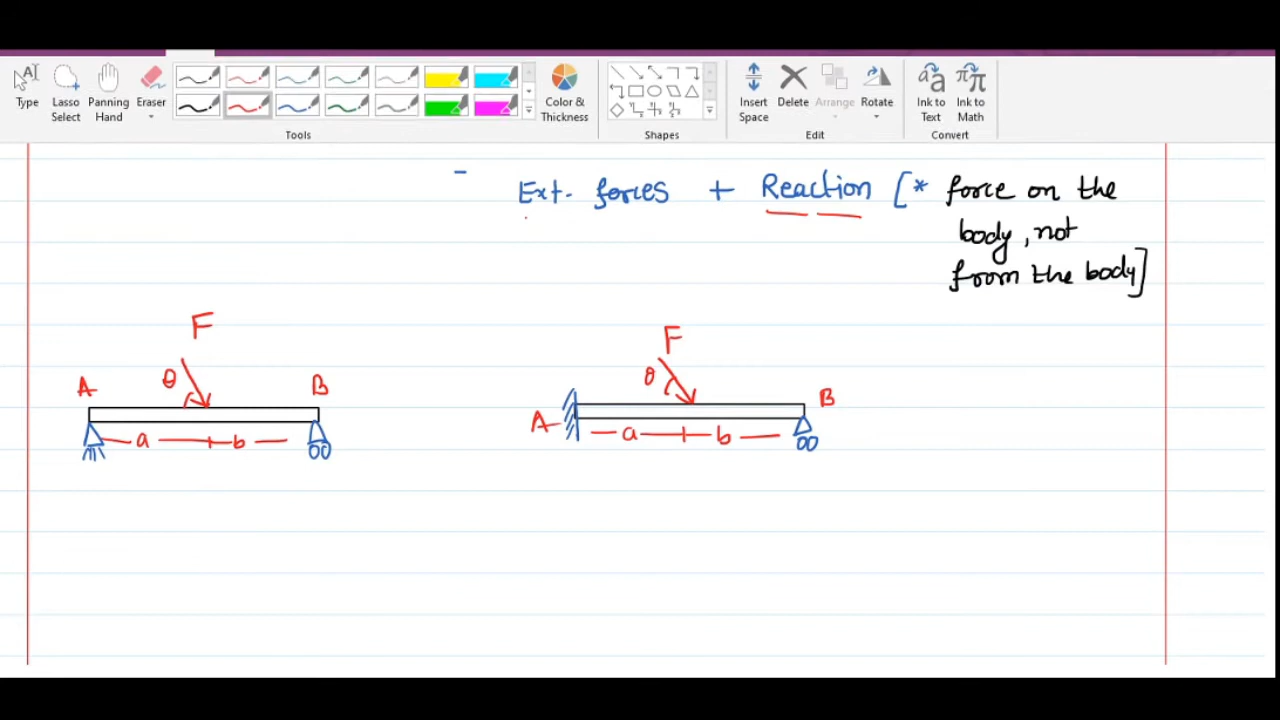 Type
Lasso Select
Panning Hand
Eraser
Color & Thickness
Insert Space
Delete
Arrange
Rotate
Ink to Text
Ink to Math
Tools
Shapes
Edit
Convert
Ext. forces + Reaction [* force on the
body, not
from the body]
F
θ
A
B
a
b
F
θ
A
B
a
b